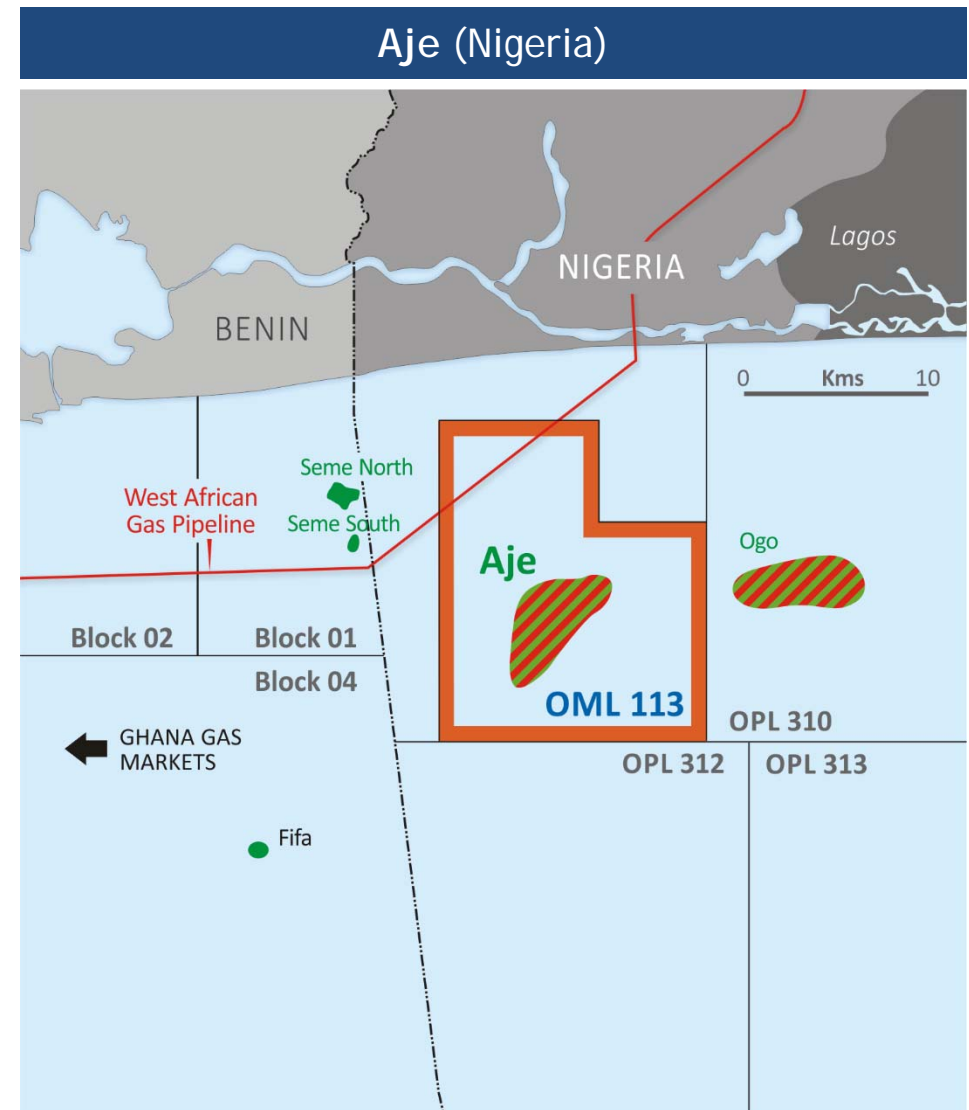 Aje (Nigeria)
Lagos
NIGERIA
BENIN
0 Kms 10
Seme North
West African
Gas Pipeline
Seme South
Ogo
Aje
Block 02
Block 01
Block 04
OML 113
OPL 310
GHANA GAS
MARKETS
OPL 312
OPL 313
Fifa